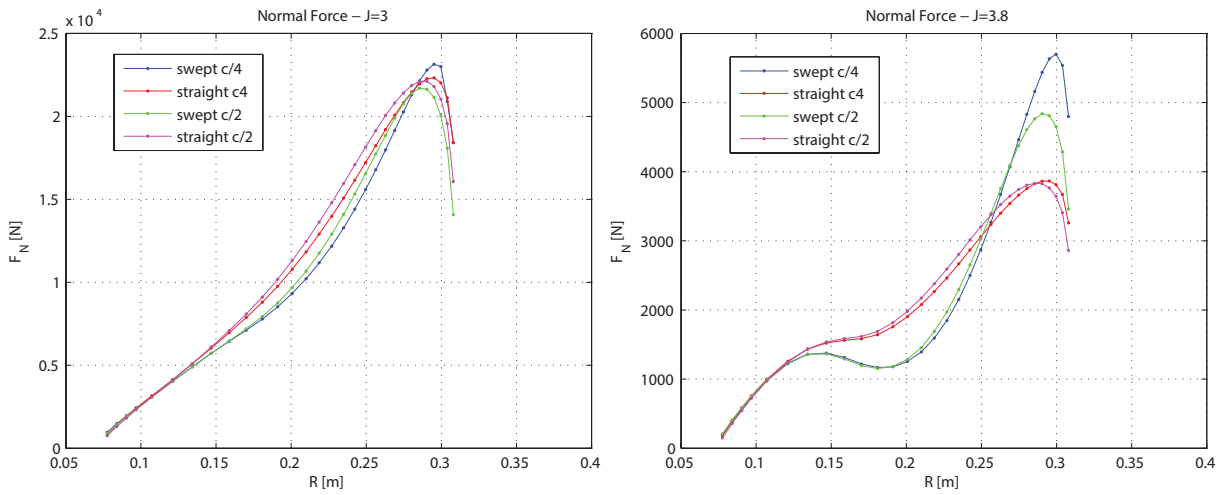 Normal Force – J=3
x 10⁴
2.5
2
1.5
1
0.5
0
F_N [N]
swept c/4
straight c4
swept c/2
straight c/2
0.05 0.1 0.15 0.2 0.25 0.3 0.35 0.4
R [m]
Normal Force – J=3.8
6000
5000
4000
3000
2000
1000
0
F_N [N]
swept c/4
straight c4
swept c/2
straight c/2
0.05 0.1 0.15 0.2 0.25 0.3 0.35 0.4
R [m]